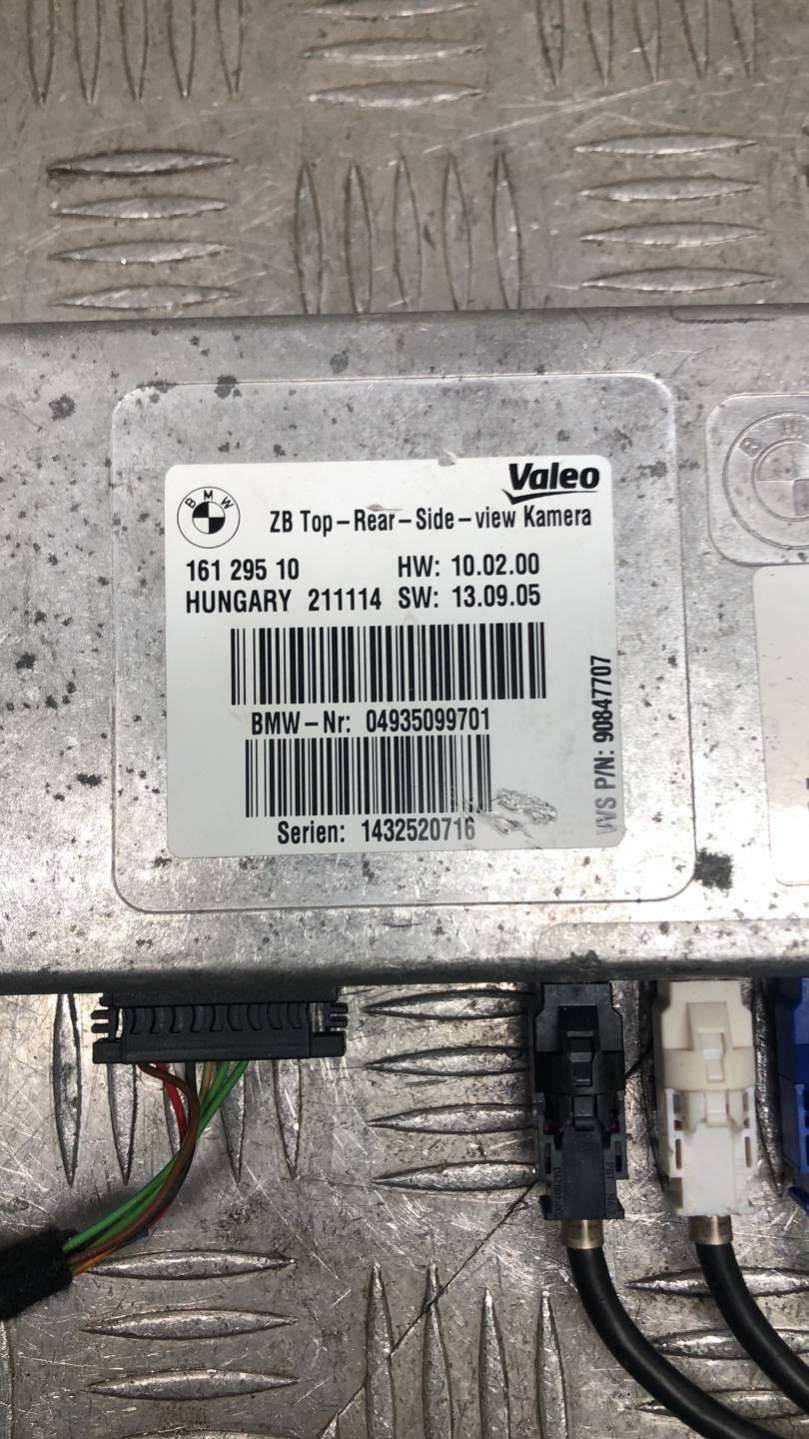 BMW
Valeo
ZB Top-Rear-Side-view Kamera
161 295 10 HW: 10.02.00
HUNGARY 211114 SW: 13.09.05
BMW-Nr: 04935099701
Serien: 1432520716
VVS P/N: 90847707